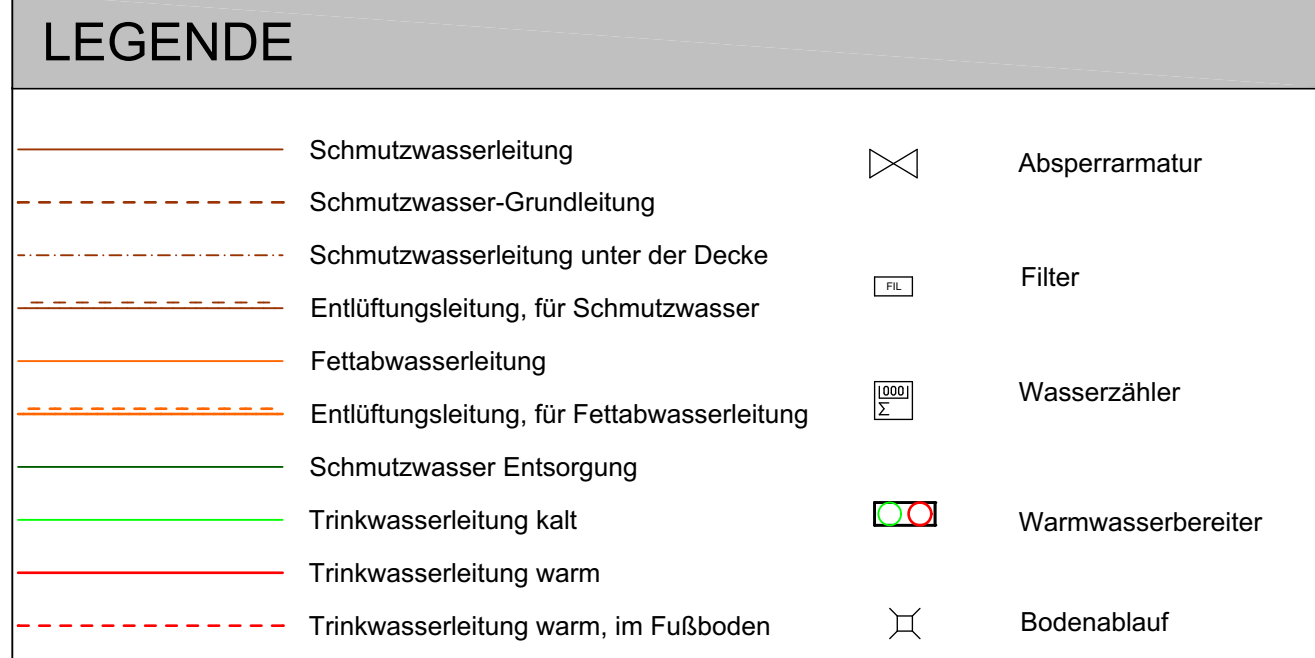 LEGENDE
Schmutzwasserleitung
Schmutzwasser-Grundleitung
Schmutzwasserleitung unter der Decke
Entlüftungsleitung, für Schmutzwasser
Fettabwasserleitung
Entlüftungsleitung, für Fettabwasserleitung
Schmutzwasser Entsorgung
Trinkwasserleitung kalt
Trinkwasserleitung warm
Trinkwasserleitung warm, im Fußboden
Absperrarmatur
FIL
Filter
000
Σ
Wasserzähler
Warmwasserbereiter
Bodenablauf